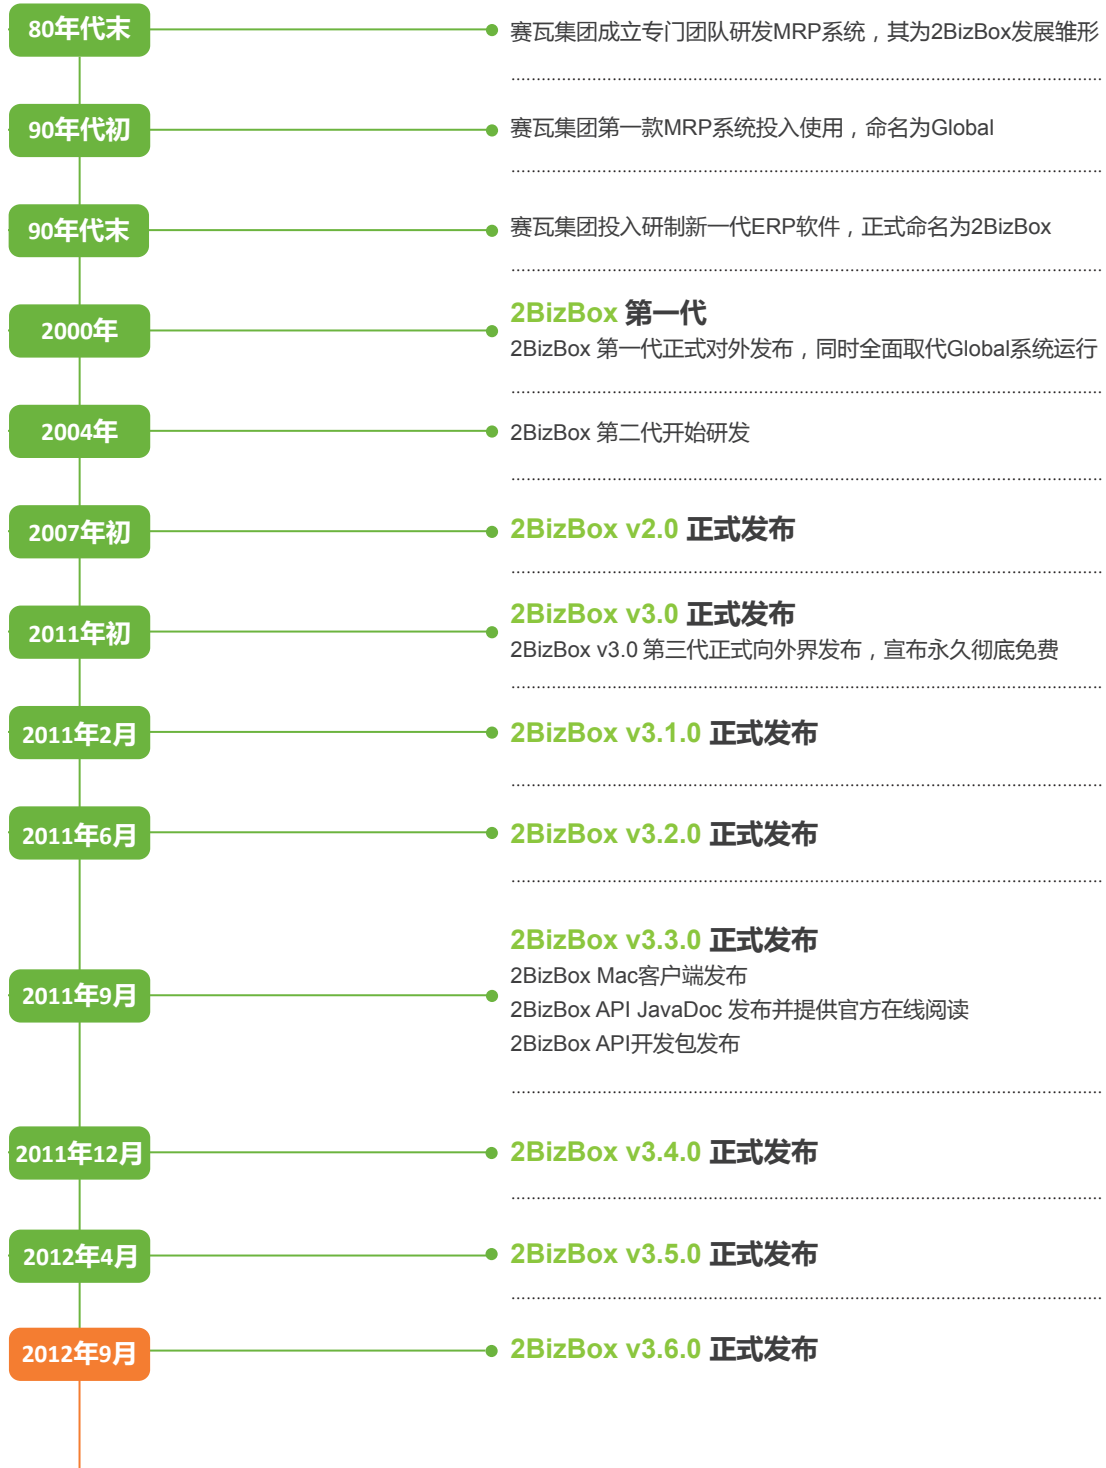 80年代末
赛瓦集团成立专门团队研发MRP系统，其为2BizBox发展雏形
90年代初
赛瓦集团第一款MRP系统投入使用，命名为Global
90年代末
赛瓦集团投入研制新一代ERP软件，正式命名为2BizBox
2000年
2BizBox 第一代
2BizBox 第一代正式对外发布，同时全面取代Global系统运行
2004年
2BizBox 第二代开始研发
2007年初
2BizBox v2.0 正式发布
2011年初
2BizBox v3.0 正式发布
2BizBox v3.0 第三代正式向外界发布，宣布永久彻底免费
2011年2月
2BizBox v3.1.0 正式发布
2011年6月
2BizBox v3.2.0 正式发布
2011年9月
2BizBox v3.3.0 正式发布
2BizBox Mac客户端发布
2BizBox API JavaDoc 发布并提供官方在线阅读
2BizBox API开发包发布
2011年12月
2BizBox v3.4.0 正式发布
2012年4月
2BizBox v3.5.0 正式发布
2012年9月
2BizBox v3.6.0 正式发布